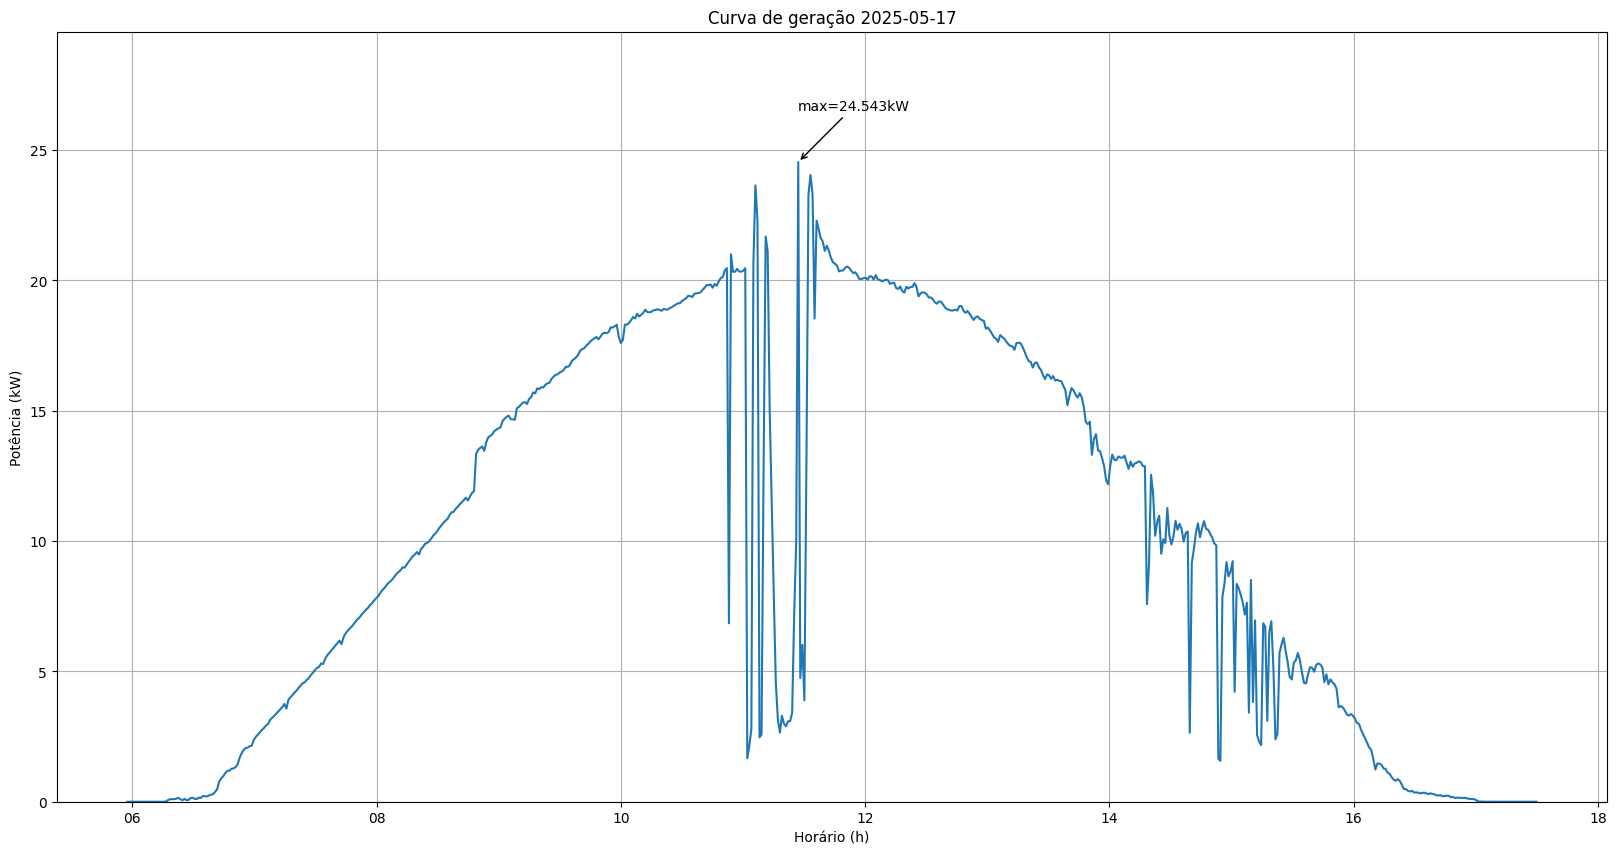 Curva de geração 2025-05-17
max=24.543kW
Potência (kW)
25
20
15
10
5
0
06 08 10 12 14 16 18
Horário (h)